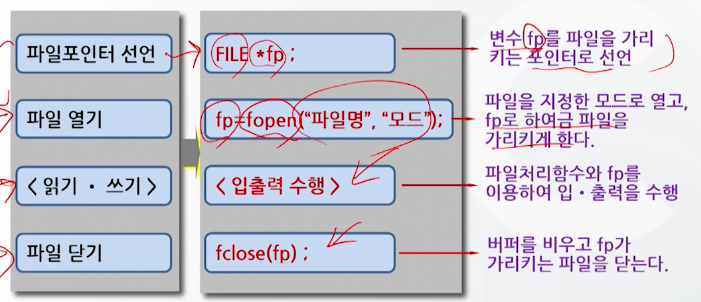 파일포인터 선언
FILE *fp ;
변수 fp를 파일을 가리
키는 포인터로 선언
파일 열기
fp=fopen(“파일명”, “모드”);
파일을 지정한 모드로 열고,
fp로 하여금 파일을
가리키게 한다.
< 읽기 · 쓰기 >
< 입출력 수행 >
파일처리함수와 fp를
이용하여 입·출력을 수행
파일 닫기
fclose(fp) ;
버퍼를 비우고 fp가
가리키는 파일을 닫는다.